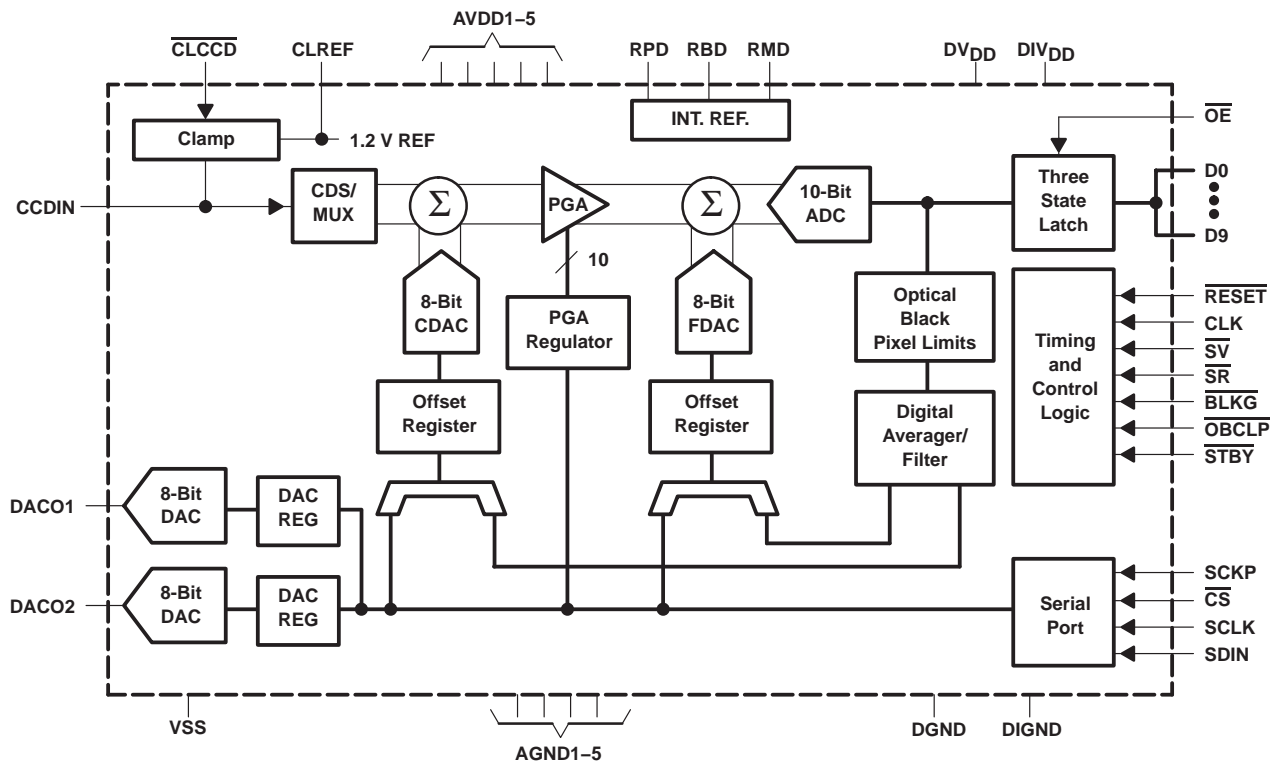 AVDD1–5
CLCCD
CLREF
RPD
RBD
RMD
DVDD
DIVDD
INT. REF.
OE
Clamp
1.2 V REF
CCDIN
CDS/
MUX
Σ
PGA
Σ
10-Bit
ADC
Three
State
Latch
D0
D9
10
8-Bit
CDAC
PGA
Regulator
8-Bit
FDAC
Optical
Black
Pixel Limits
Timing
and
Control
Logic
RESET
CLK
SV
SR
BLKG
OBCLP
STBY
Offset
Register
Offset
Register
Digital
Averager/
Filter
DACO1
8-Bit
DAC
DAC
REG
DACO2
8-Bit
DAC
DAC
REG
Serial
Port
SCKP
CS
SCLK
SDIN
VSS
AGND1–5
DGND
DIGND